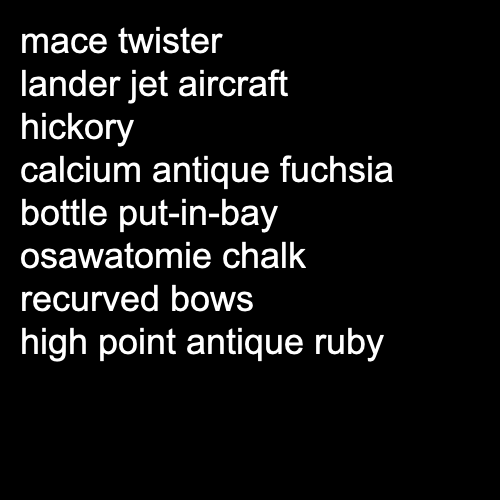 mace twister
lander jet aircraft
hickory
calcium antique fuchsia
bottle put-in-bay
osawatomie chalk
recurved bows
high point antique ruby